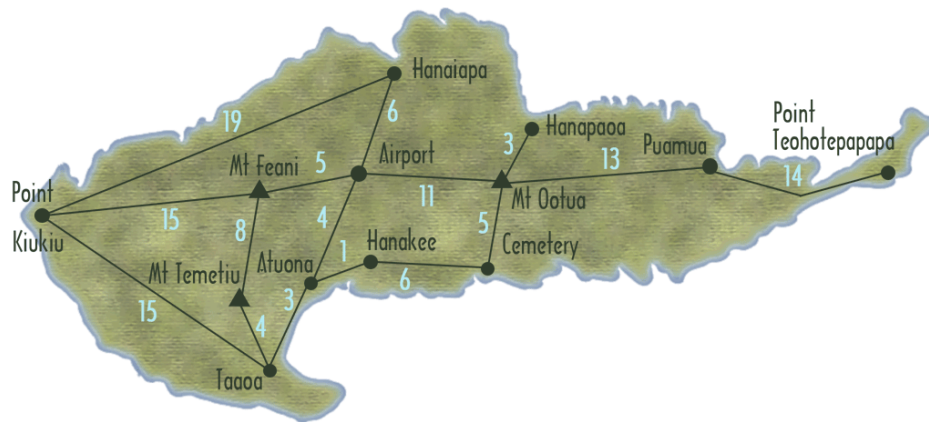 Hanaiapa
19
6
Point
Teohotepapapa
Hanapaoa
3
13
Puamua
Mt Feani
5
Airport
14
11
Mt Ootua
Point
Kiukiu
15
8
4
5
Hanakee
Cemetery
1
Atuona
Mt Temetiu
6
3
15
4
Taaoa